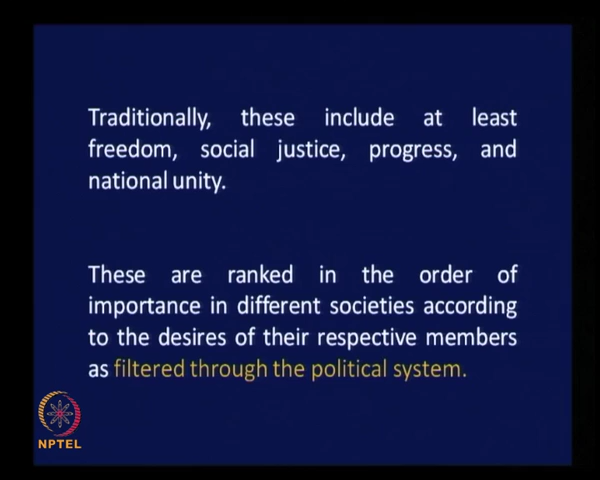 Traditionally, these include at least
freedom, social justice, progress, and
national unity.
These are ranked in the order of
importance in different societies according
to the desires of their respective members
as filtered through the political system.
NPTEL